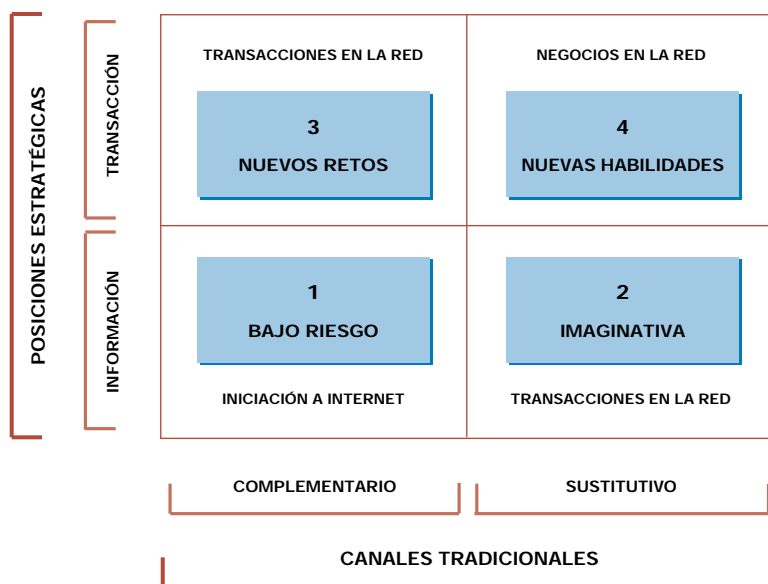 POSICIONES ESTRATÉGICAS
TRANSACCIÓN
TRANSACCIONES EN LA RED
3
NUEVOS RETOS
NEGOCIOS EN LA RED
4
NUEVAS HABILIDADES
INFORMACIÓN
1
BAJO RIESGO
INICIACIÓN A INTERNET
2
IMAGINATIVA
TRANSACCIONES EN LA RED
COMPLEMENTARIO
SUSTITUTIVO
CANALES TRADICIONALES